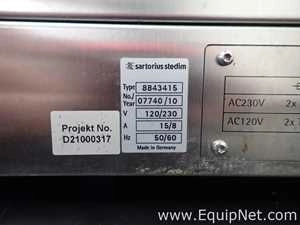 sartorius stedim
Type 8843415
No./Year 07740/10
V 120/230
A 15/8
Hz 50/60
Made in Germany
Projekt No.
D21000317
AC230V 2x
AC120V 2x
www.EquipNet.com